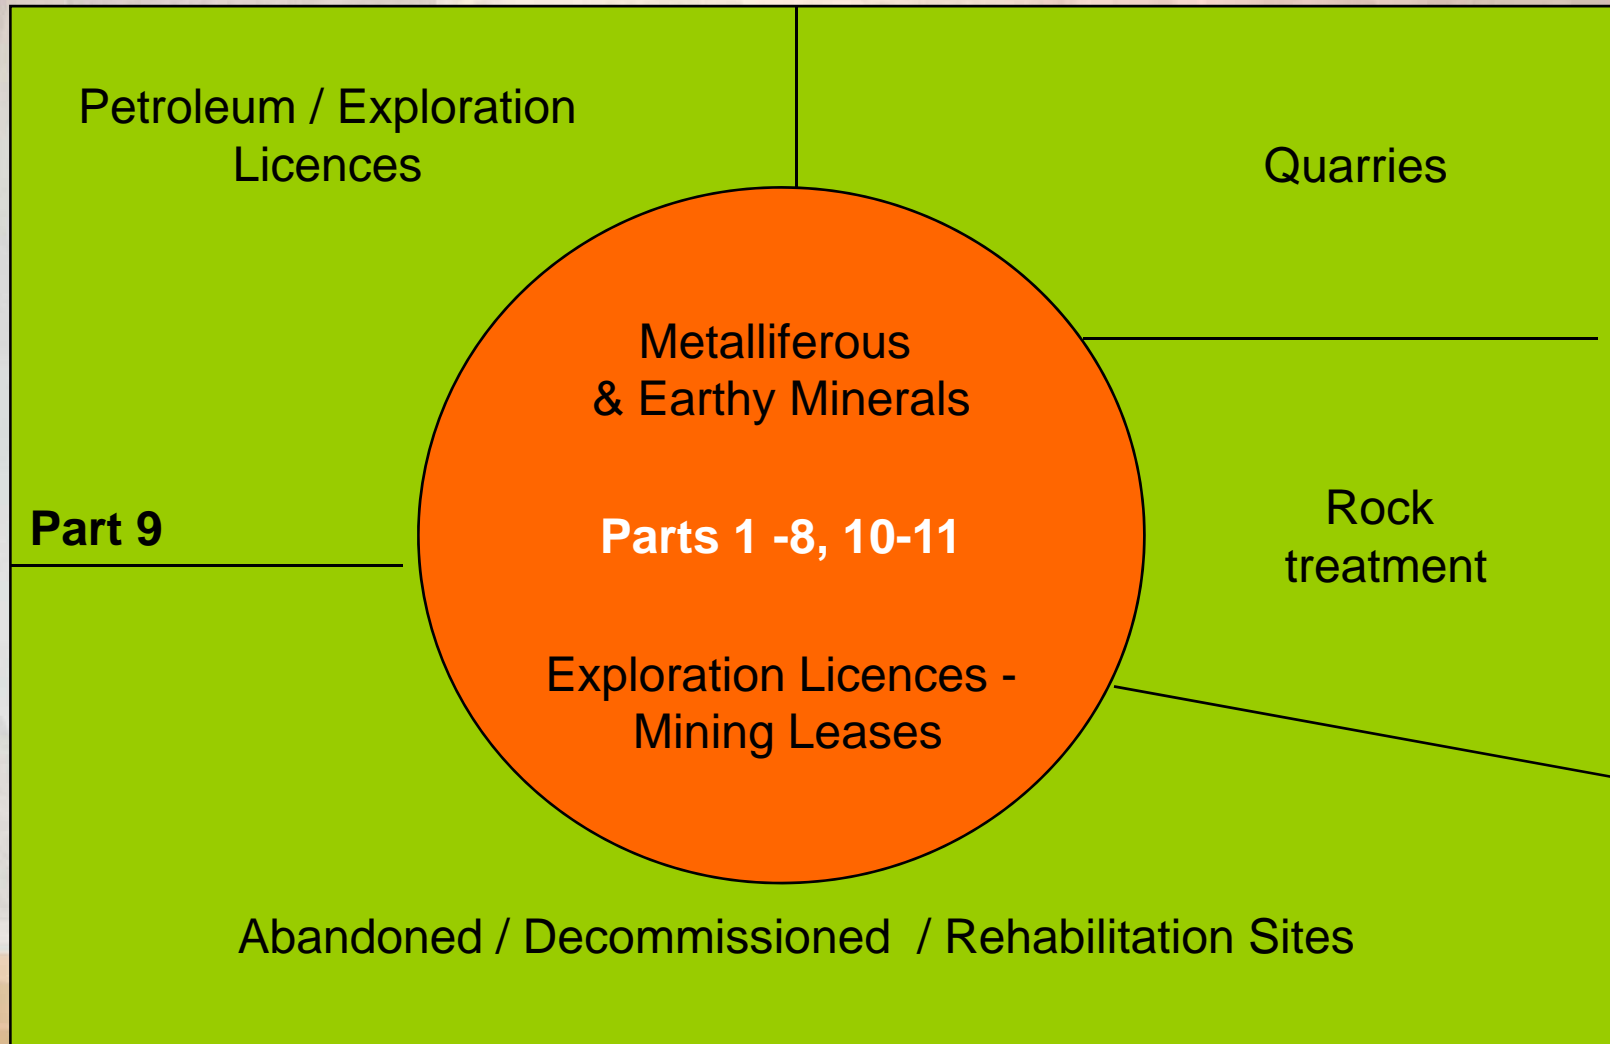 Petroleum / Exploration
Licences
Quarries
Metalliferous
& Earthy Minerals
Part 9
Parts 1 -8, 10-11
Rock
treatment
Exploration Licences -
Mining Leases
Abandoned / Decommissioned  / Rehabilitation Sites